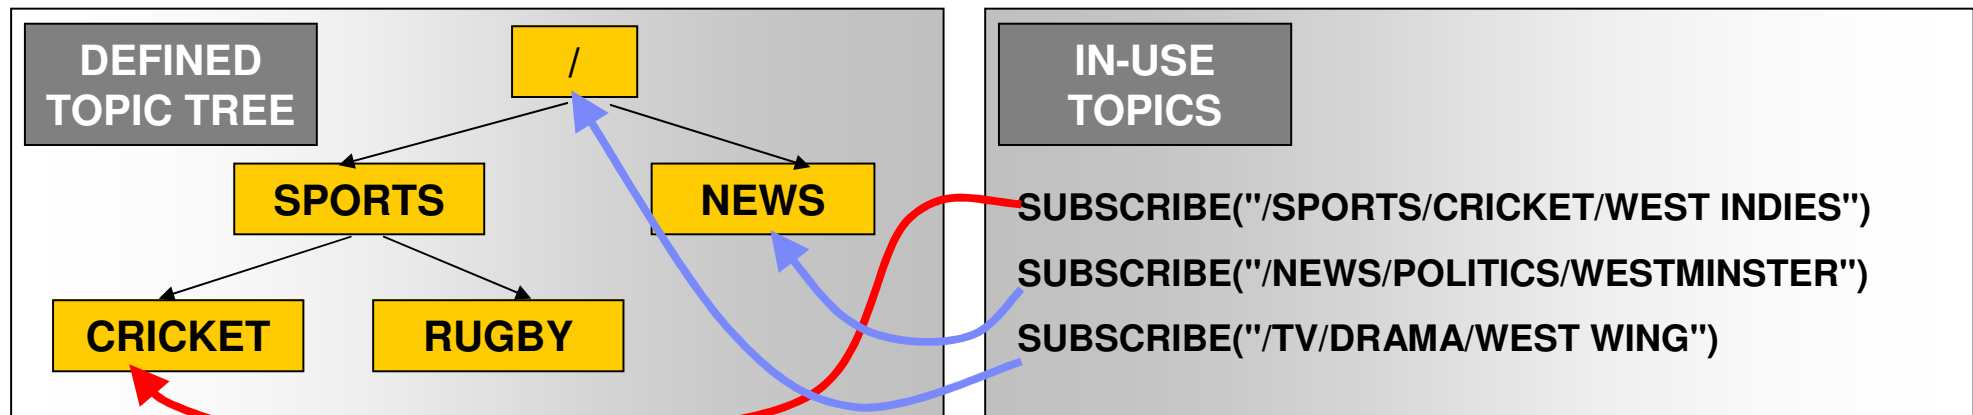 DEFINED
TOPIC TREE
/
SPORTS
NEWS
CRICKET
RUGBY
IN-USE
TOPICS
SUBSCRIBE("/SPORTS/CRICKET/WEST INDIES")
SUBSCRIBE("/NEWS/POLITICS/WESTMINSTER")
SUBSCRIBE("/TV/DRAMA/WEST WING")